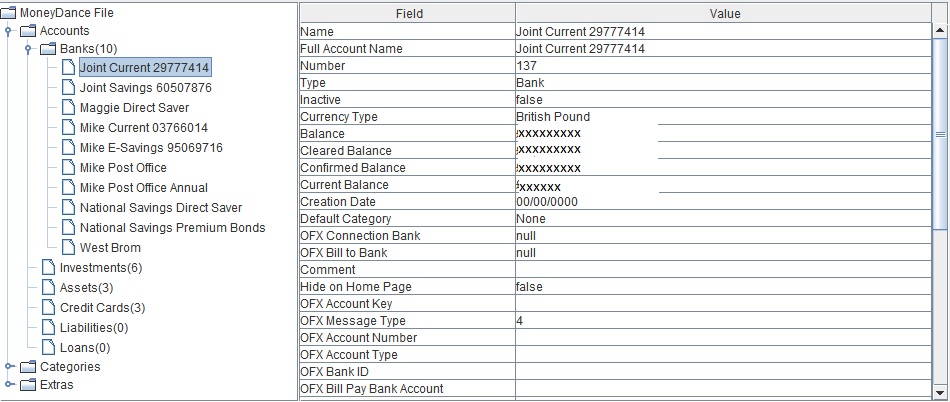 MoneyDance File
Accounts
Banks(10)
Joint Current 29777414
Joint Savings 60507876
Maggie Direct Saver
Mike Current 03766014
Mike E-Savings 95069716
Mike Post Office
Mike Post Office Annual
National Savings Direct Saver
National Savings Premium Bonds
West Brom
Investments(6)
Assets(3)
Credit Cards(3)
Liabilities(0)
Loans(0)
Categories
Extras
Field Value
Name Joint Current 29777414
Full Account Name Joint Current 29777414
Number 137
Type Bank
Inactive false
Currency Type British Pound
Balance xxxxxxxxx
Cleared Balance xxxxxxxxx
Confirmed Balance xxxxxxxxx
Current Balance xxxxxx
Creation Date 00/00/0000
Default Category None
OFX Connection Bank null
OFX Bill to Bank null
Comment
Hide on Home Page false
OFX Account Key
OFX Message Type 4
OFX Account Number
OFX Account Type
OFX Bank ID
OFX Bill Pay Bank Account